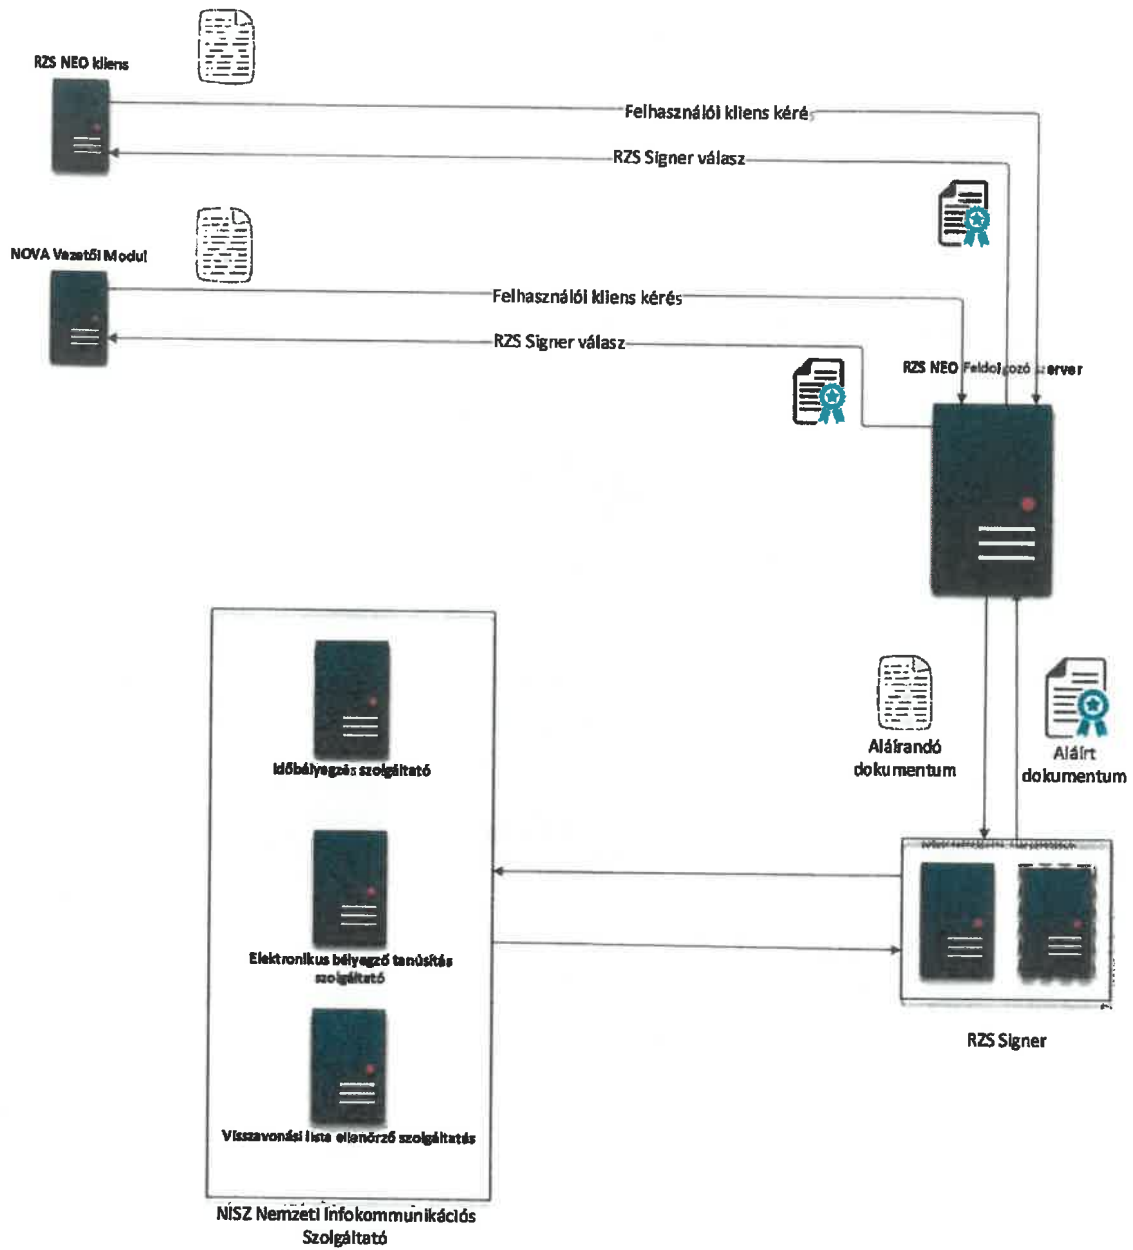 RZS NEO kliens
Felhasználói kliens kérés
RZS Signer válasz
NOVA Vezetői Modul
Felhasználói kliens kérés
RZS Signer válasz
RZS NEO Feldolgozó szerver
Aláírandó
dokumentum
Aláírt
dokumentum
Időbélyegzés szolgáltató
Elektronikus bélyegző tanúsítás
szolgáltató
Visszavonási lista ellenőrző szolgáltatás
RZS Signer
NISZ Nemzeti Infokommunikációs
Szolgáltató